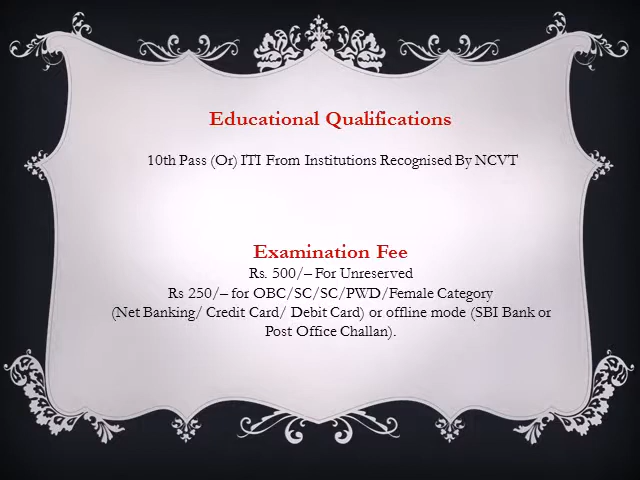 Educational Qualifications
10th Pass (Or) ITI From Institutions Recognised By NCVT
Examination Fee
Rs. 500/– For Unreserved
Rs 250/– for OBC/SC/SC/PWD/Female Category
(Net Banking/ Credit Card/ Debit Card) or offline mode (SBI Bank or
Post Office Challan).